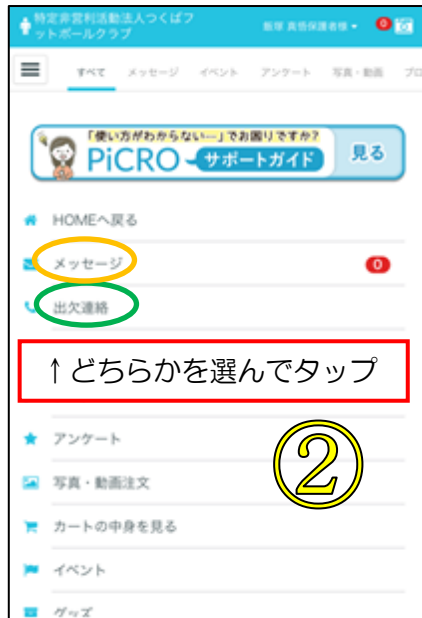 特定非営利活動法人つくばフ
ットボールクラブ
飯塚 真悟保護者様
0
すべて メッセージ イベント アンケート 写真・動画 ブロ
「使い方がわからない…」でお困りですか?
PiCRO サポートガイド 見る
HOMEへ戻る
メッセージ 0
出欠連絡
↑どちらかを選んでタップ
アンケート
②
写真・動画注文
カートの中身を見る
イベント
グッズ